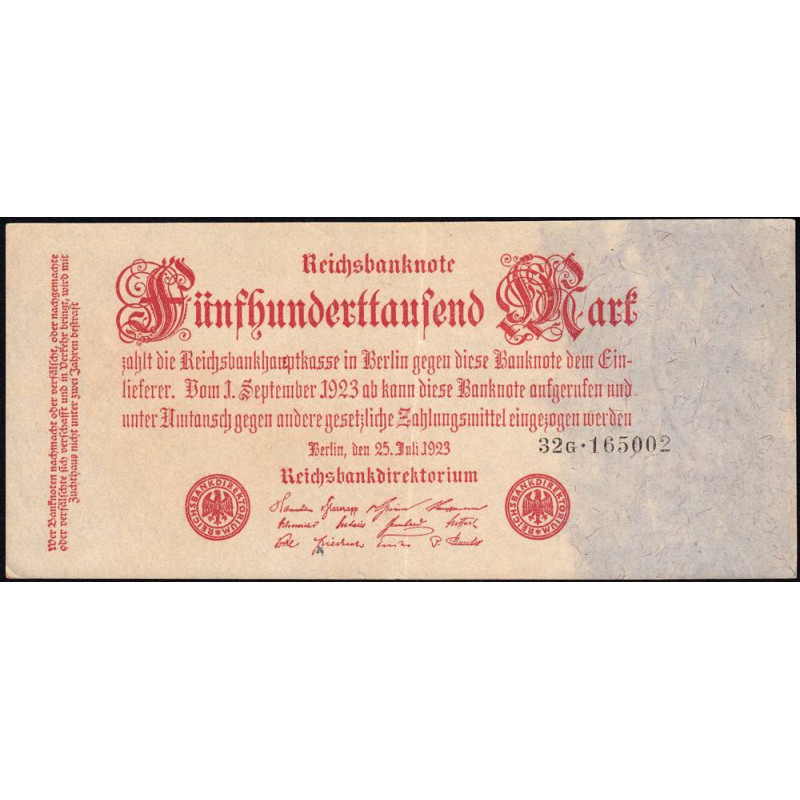 Reichsbanknote
Fünfhunderttausend Mark
zahlt die Reichsbankhauptkasse in Berlin gegen diese Banknote dem Ein-
lieferer. Vom 1. September 1923 ab kann diese Banknote aufgerufen und
unter Umtausch gegen andere gesetzliche Zahlungsmittel eingezogen werden
Berlin, den 25. Juli 1923
32G·165002
Reichsbankdirektorium
REICHSBANKDIREKTORIUM
REICHSBANKDIREKTORIUM
Wer Banknoten nachmacht oder verfälscht, oder nachgemachte
oder verfälschte sich verschafft und in Verkehr bringt, wird mit
Zuchthaus nicht unter zwei Jahren bestraft